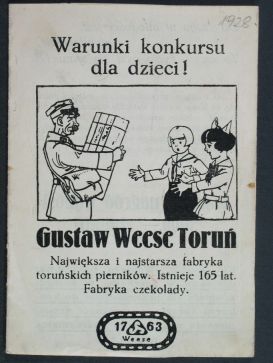 1928.
Warunki konkursu
dla dzieci!
Gustaw Weese Toruń
Największa i najstarsza fabryka
toruńskich pierników. Istnieje 165 lat.
Fabryka czekolady.
17 63
Weese